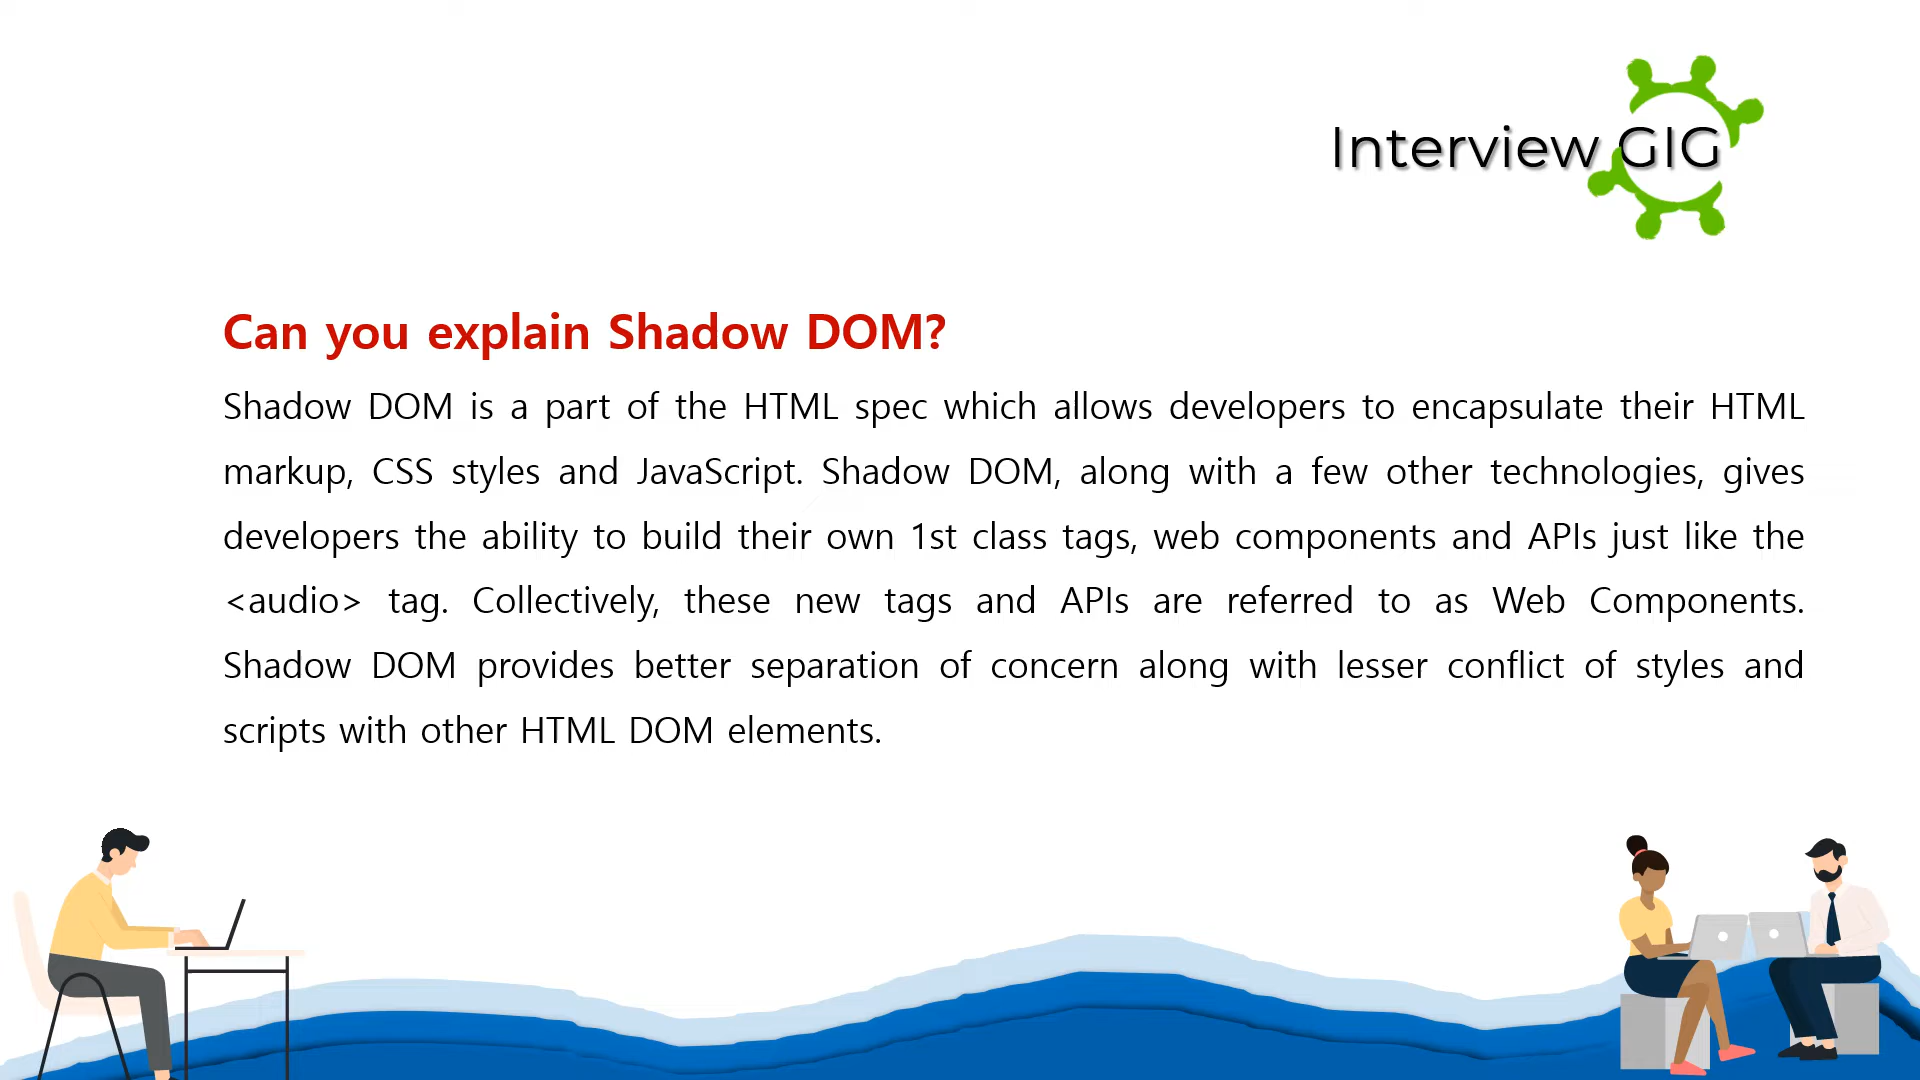 Interview GIG
Can you explain Shadow DOM?
Shadow DOM is a part of the HTML spec which allows developers to encapsulate their HTML
markup, CSS styles and JavaScript. Shadow DOM, along with a few other technologies, gives
developers the ability to build their own 1st class tags, web components and APIs just like the
<audio> tag. Collectively, these new tags and APIs are referred to as Web Components.
Shadow DOM provides better separation of concern along with lesser conflict of styles and
scripts with other HTML DOM elements.